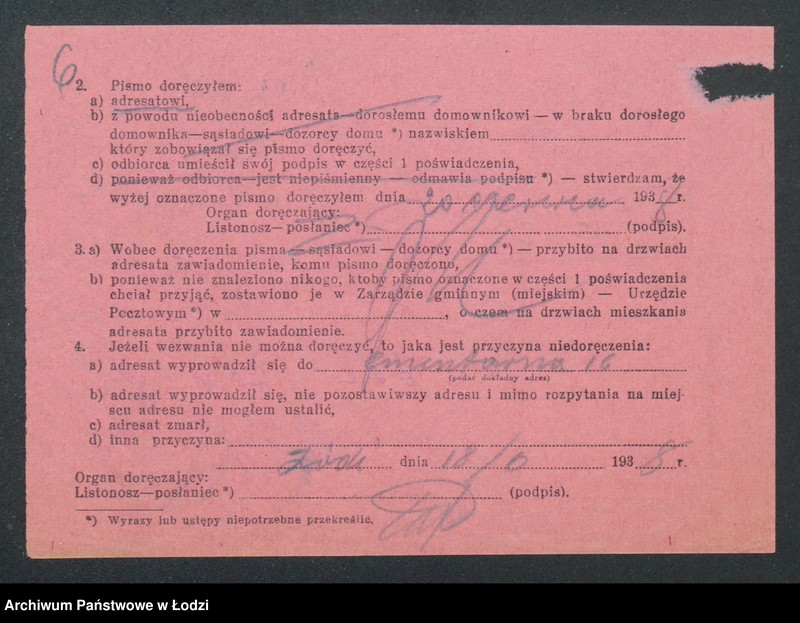 6
2. Pismo doręczyłem:
a) adresatowi,
b) z powodu nieobecności adresata—dorosłemu domownikowi — w braku dorosłego
domownika—sąsiadowi—dozorcy domu *) nazwiskiem
który zobowiązał się pismo doręczyć,
c) odbiorca umieścił swój podpis w części 1 poświadczenia,
d) ponieważ odbiorca—jest niepiśmienny — odmawia podpisu *) — stwierdzam, że
wyżej oznaczone pismo doręczyłem dnia 20 czerwca 1938 r.
Organ doręczający:
Listonosz—posłaniec *) (podpis).
3. a) Wobec doręczenia pisma — sąsiadowi — dozorcy domu *) — przybito na drzwiach
adresata zawiadomienie, komu pismo doręczono,
b) ponieważ nie znaleziono nikogo, ktoby pismo oznaczone w części 1 poświadczenia
chciał przyjąć, zostawiono je w Zarządzie gminnym (miejskim) — Urzędzie
Pocztowym *) w , o czem na drzwiach mieszkania
adresata przybito zawiadomienie.
4. Jeżeli wezwania nie można doręczyć, to jaka jest przyczyna niedoręczenia:
a) adresat wyprowadził się do Cmentarna 10
(podać dokładny adres)
b) adresat wyprowadził się, nie pozostawiwszy adresu i mimo rozpytania na miej-
scu adresu nie mogłem ustalić,
c) adresat zmarł,
d) inna przyczyna:
Łódź dnia 18/6 1938 r.
Organ doręczający:
Listonosz—posłaniec *) (podpis).
*) Wyrazy lub ustępy niepotrzebne przekreślić.
Archiwum Państwowe w Łodzi